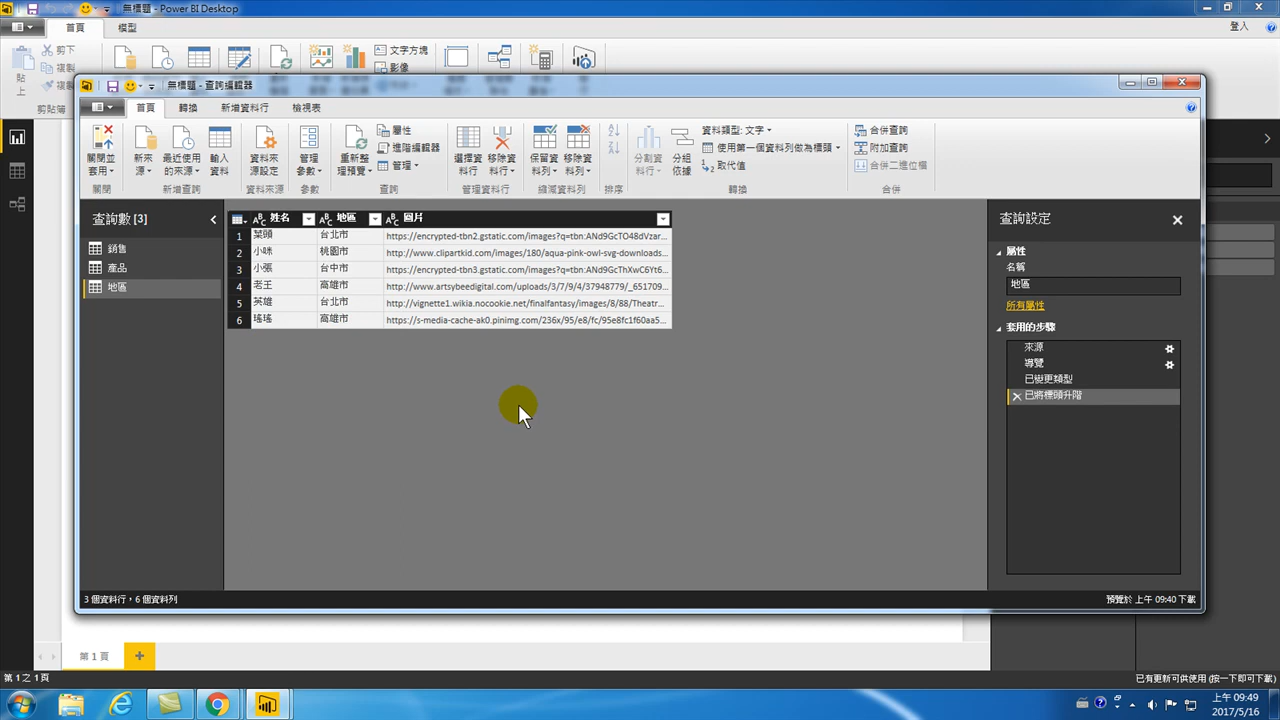 無標題 - Power BI Desktop
首頁
模型
登入
剪下
複製
貼
上
複製
剪貼簿
文字方塊
影像
無標題 - 查詢編輯器
首頁
轉換
新增資料行
檢視表
關閉並
套用
關閉
新來
源
最近使用
的來源
輸入
資料
新增查詢
資料來
源設定
資料來源
管理
參數
參數
重新整
理預覽
屬性
進階編輯器
管理
查詢
選擇資
料行
移除資
料行
管理資料行
保留資
料列
移除資
料列
縮減資料列
排序
分割資
料行
分組
依據
資料類型: 文字
使用第一個資料列做為標頭
取代值
轉換
合併查詢
附加查詢
合併二進位檔
合併
查詢數 [3]
銷售
產品
地區
姓名 地區 圖片
1 葉頭 台北市 https://encrypted-tbn2.gstatic.com/images?q=tbn:ANd9GcTO48dVzar...
2 小咪 桃園市 http://www.clipartkid.com/images/180/aqua-pink-owl-svg-downloads...
3 小張 台中市 https://encrypted-tbn3.gstatic.com/images?q=tbn:ANd9GcThXwC6Yt6...
4 老王 高雄市 http://www.artsybeedigital.com/uploads/3/7/9/4/37948779/_651709...
5 英雄 台北市 http://vignette1.wikia.nocookie.net/finalfantasy/images/8/88/Theatr...
6 瑤瑤 高雄市 https://s-media-cache-ak0.pinimg.com/236x/95/e8/fc/95e8fc1f60aa5...
查詢設定
屬性
名稱
地區
所有屬性
套用的步驟
來源
導覽
已變更類型
已將標頭升階
3 個資料行，6 個資料列
預覽於 上午 09:40 下載
第 1 頁
第 1 之 1 頁
已有更新可供使用 (按一下即可下載)
上午 09:49
2017/5/16